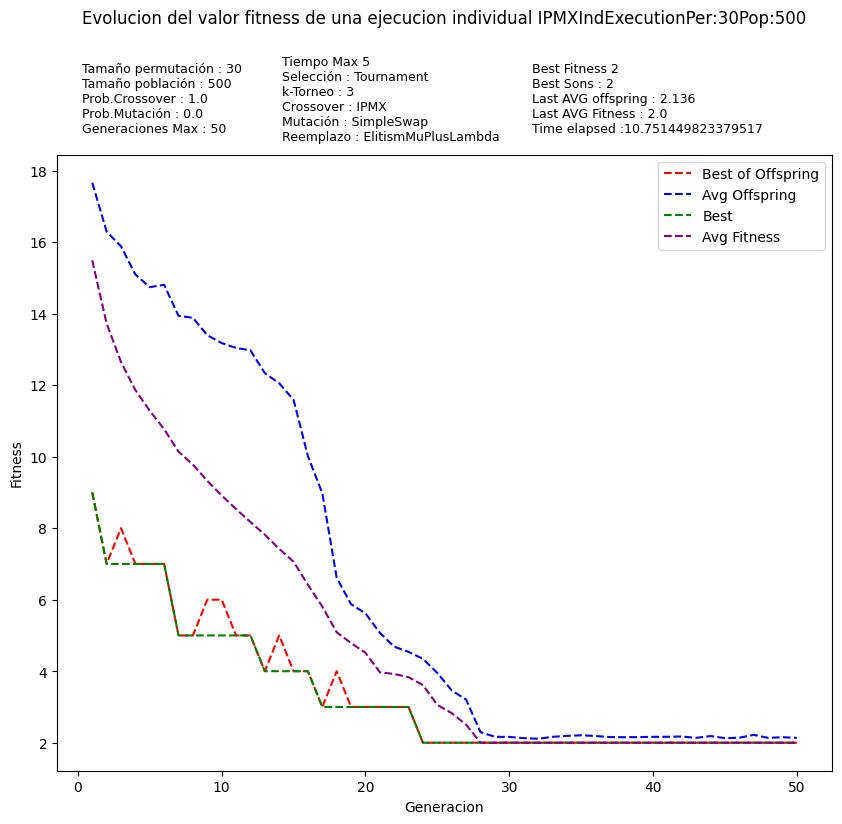 Evolucion del valor fitness de una ejecucion individual IPMXIndExecutionPer:30Pop:500
Tamaño permutación : 30
Tamaño población : 500
Prob.Crossover : 1.0
Prob.Mutación : 0.0
Generaciones Max : 50
Tiempo Max 5
Selección : Tournament
k-Torneo : 3
Crossover : IPMX
Mutación : SimpleSwap
Reemplazo : ElitismMuPlusLambda
Best Fitness 2
Best Sons : 2
Last AVG offspring : 2.136
Last AVG Fitness : 2.0
Time elapsed :10.751449823379517
Best of Offspring
Avg Offspring
Best
Avg Fitness
Fitness
18
16
14
12
10
8
6
4
2
0
10
20
30
40
50
Generacion